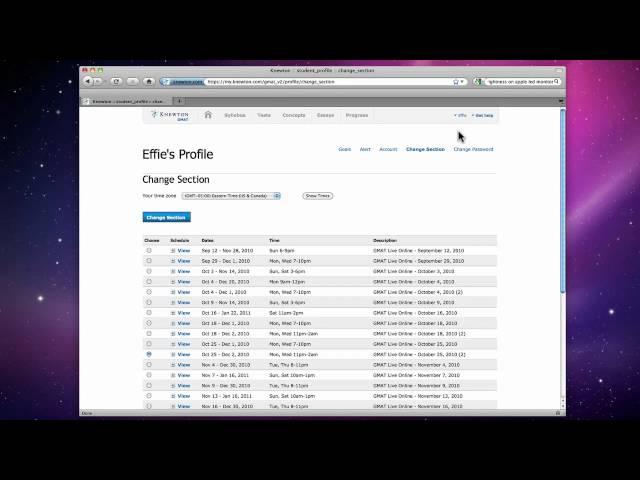 Knewton :: student_profile :: change_section
knewton.com https://my.knewton.com/gmat_v2/profile/change_section
ightness on apple led monitor
Knewton :: student_profile :: chan...
KNEWTON GMAT Syllabus Tests Concepts Essays Progress Effie Get help
Effie's Profile
Goals Alert Account Change Section Change Password
Change Section
Your time zone (GMT-05:00) Eastern Time (US & Canada) Show Times
Change Section
Choose Schedule Dates Time Description
View Sep 12 - Nov 28, 2010 Sun 6-9pm GMAT Live Online - September 12, 2010
View Sep 29 - Dec 1, 2010 Mon, Wed 7-10pm GMAT Live Online - September 29, 2010
View Oct 3 - Nov 14, 2010 Sun, Sat 3-6pm GMAT Live Online - October 3, 2010
View Oct 4 - Dec 20, 2010 Mon 9am-12pm GMAT Live Online - October 4, 2010
View Oct 4 - Dec 1, 2010 Mon, Wed 7-10pm GMAT Live Online - October 4, 2010 (2)
View Oct 9 - Nov 14, 2010 Sun, Sat 3-6pm GMAT Live Online - October 9, 2010
View Oct 16 - Jan 22, 2011 Sat 11am-2pm GMAT Live Online - October 16, 2010
View Oct 18 - Dec 1, 2010 Mon, Wed 7-10pm GMAT Live Online - October 18, 2010
View Oct 18 - Dec 2, 2010 GMAT Live Online - October 18, 2010 (2)
View Oct 25 - Dec 1, 2010 Mon, Wed 7-10pm GMAT Live Online - October 25, 2010
View Oct 25 - Dec 2, 2010 Mon, Wed 11pm-2am GMAT Live Online - October 25, 2010 (2)
View Nov 4 - Dec 30, 2010 Tue, Thu 8-11pm GMAT Live Online - November 4, 2010
View Nov 7 - Jan 16, 2011 Sun, Sat 10am-1pm GMAT Live Online - November 7, 2010
View Nov 9 - Dec 30, 2010 Tue, Thu 8-11pm GMAT Live Online - November 9, 2010
View Nov 13 - Jan 16, 2011 Sun, Sat 10am-1pm GMAT Live Online - November 13, 2010
View Nov 16 - Dec 30, 2010 Tue, Thu 8-11pm GMAT Live Online - November 16, 2010
Done